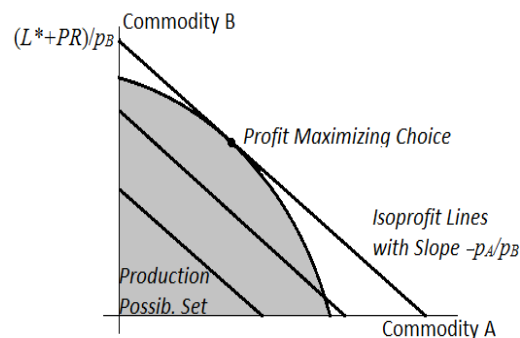 Commodity B
(L*+PR)/pB
Profit Maximizing Choice
Isoprofit Lines
with Slope –pA/pB
Production
Possib. Set
Commodity A